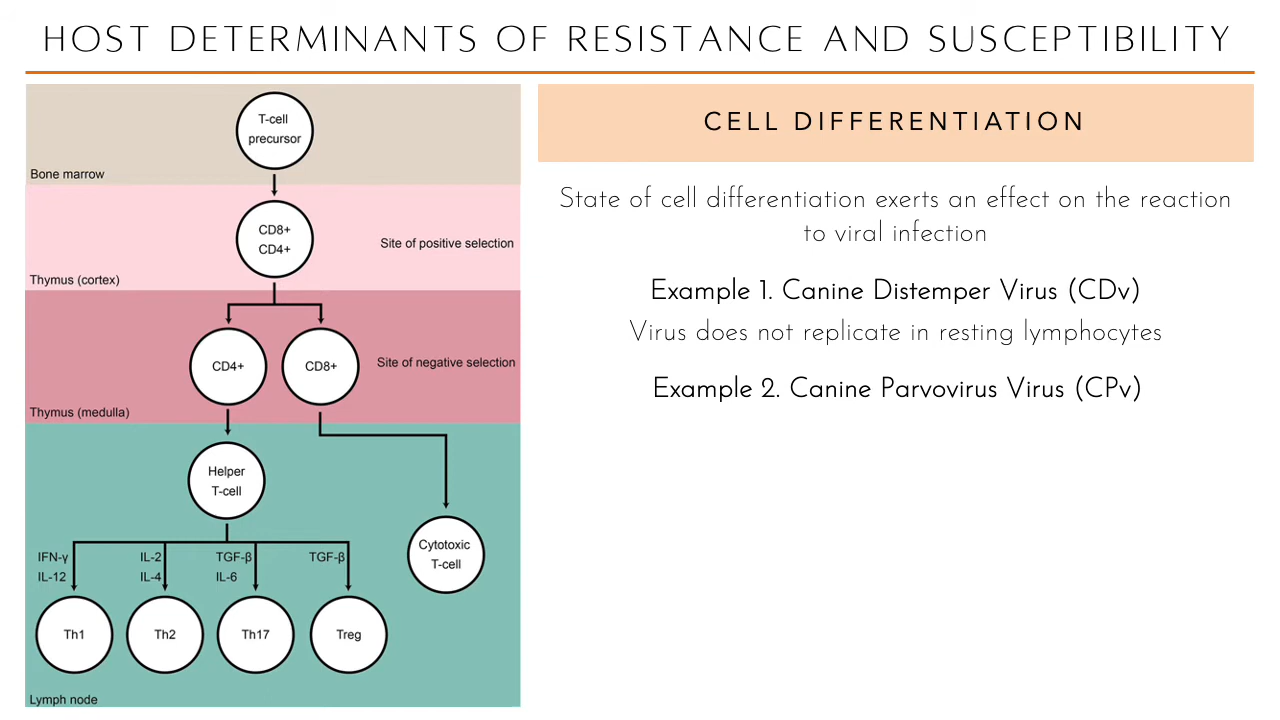 HOST DETERMINANTS OF RESISTANCE AND SUSCEPTIBILITY
T-cell
precursor
Bone marrow
CD8+
CD4+
Site of positive selection
Thymus (cortex)
CD4+
CD8+
Site of negative selection
Thymus (medulla)
Helper
T-cell
Cytotoxic
T-cell
IFN-γ
IL-12
IL-2
IL-4
TGF-β
IL-6
TGF-β
Th1
Th2
Th17
Treg
Lymph node
CELL DIFFERENTIATION
State of cell differentiation exerts an effect on the reaction
to viral infection
Example 1. Canine Distemper Virus (CDv)
Virus does not replicate in resting lymphocytes
Example 2. Canine Parvovirus Virus (CPv)